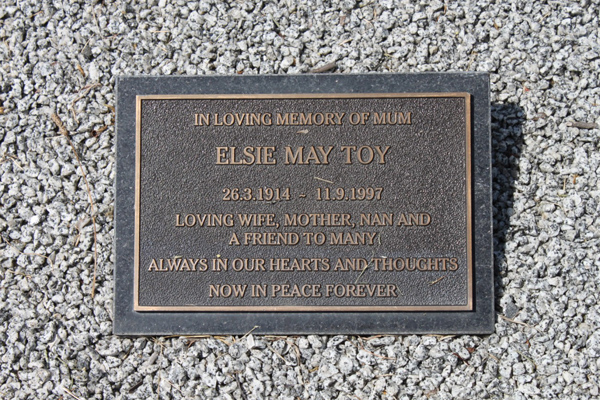 IN LOVING MEMORY OF MUM
ELSIE MAY TOY
26.3.1914 ~ 11.9.1997
LOVING WIFE, MOTHER, NAN AND
A FRIEND TO MANY
ALWAYS IN OUR HEARTS AND THOUGHTS
NOW IN PEACE FOREVER